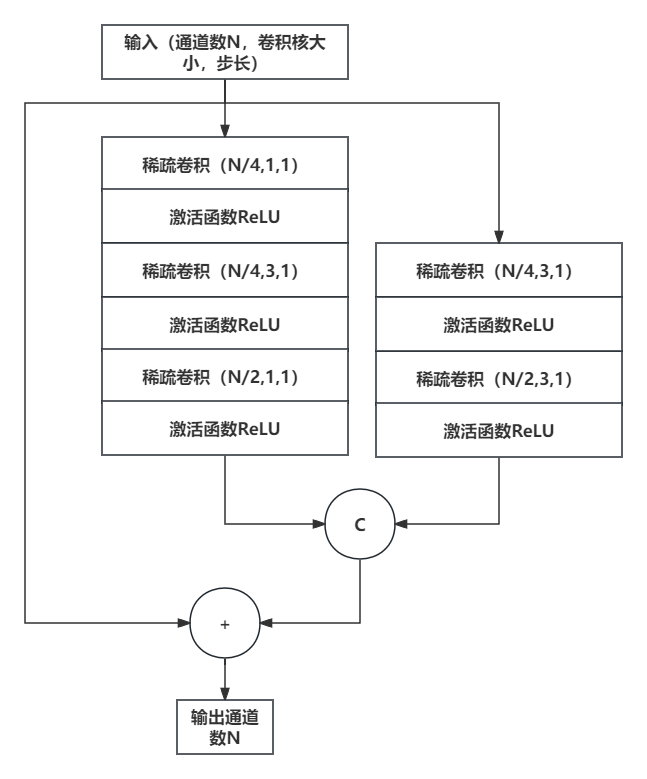 输入（通道数N，卷积核大
小，步长）
稀疏卷积（N/4,1,1）
激活函数ReLU
稀疏卷积（N/4,3,1）
激活函数ReLU
稀疏卷积（N/2,1,1）
激活函数ReLU
稀疏卷积（N/4,3,1）
激活函数ReLU
稀疏卷积（N/2,3,1）
激活函数ReLU
C
+
输出通道
数N